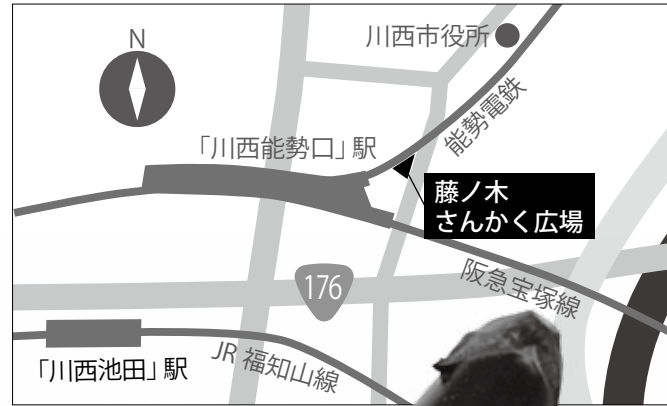 N
川西市役所
能勢電鉄
「川西能勢口」駅
藤ノ木
さんかく広場
176
阪急宝塚線
「川西池田」駅
JR 福知山線